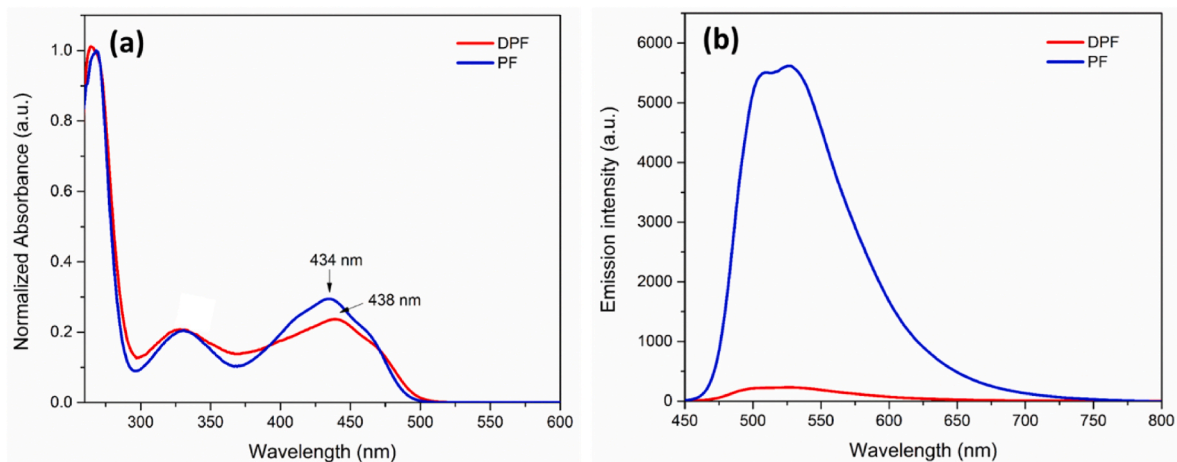 (a)
DPF
PF
Normalized Absorbance (a.u.)
1.0
0.8
0.6
0.4
0.2
0.0
434 nm
438 nm
300
350
400
450
500
550
600
Wavelength (nm)
(b)
DPF
PF
Emission intensity (a.u.)
6000
5000
4000
3000
2000
1000
0
450
500
550
600
650
700
750
800
Wavelength (nm)